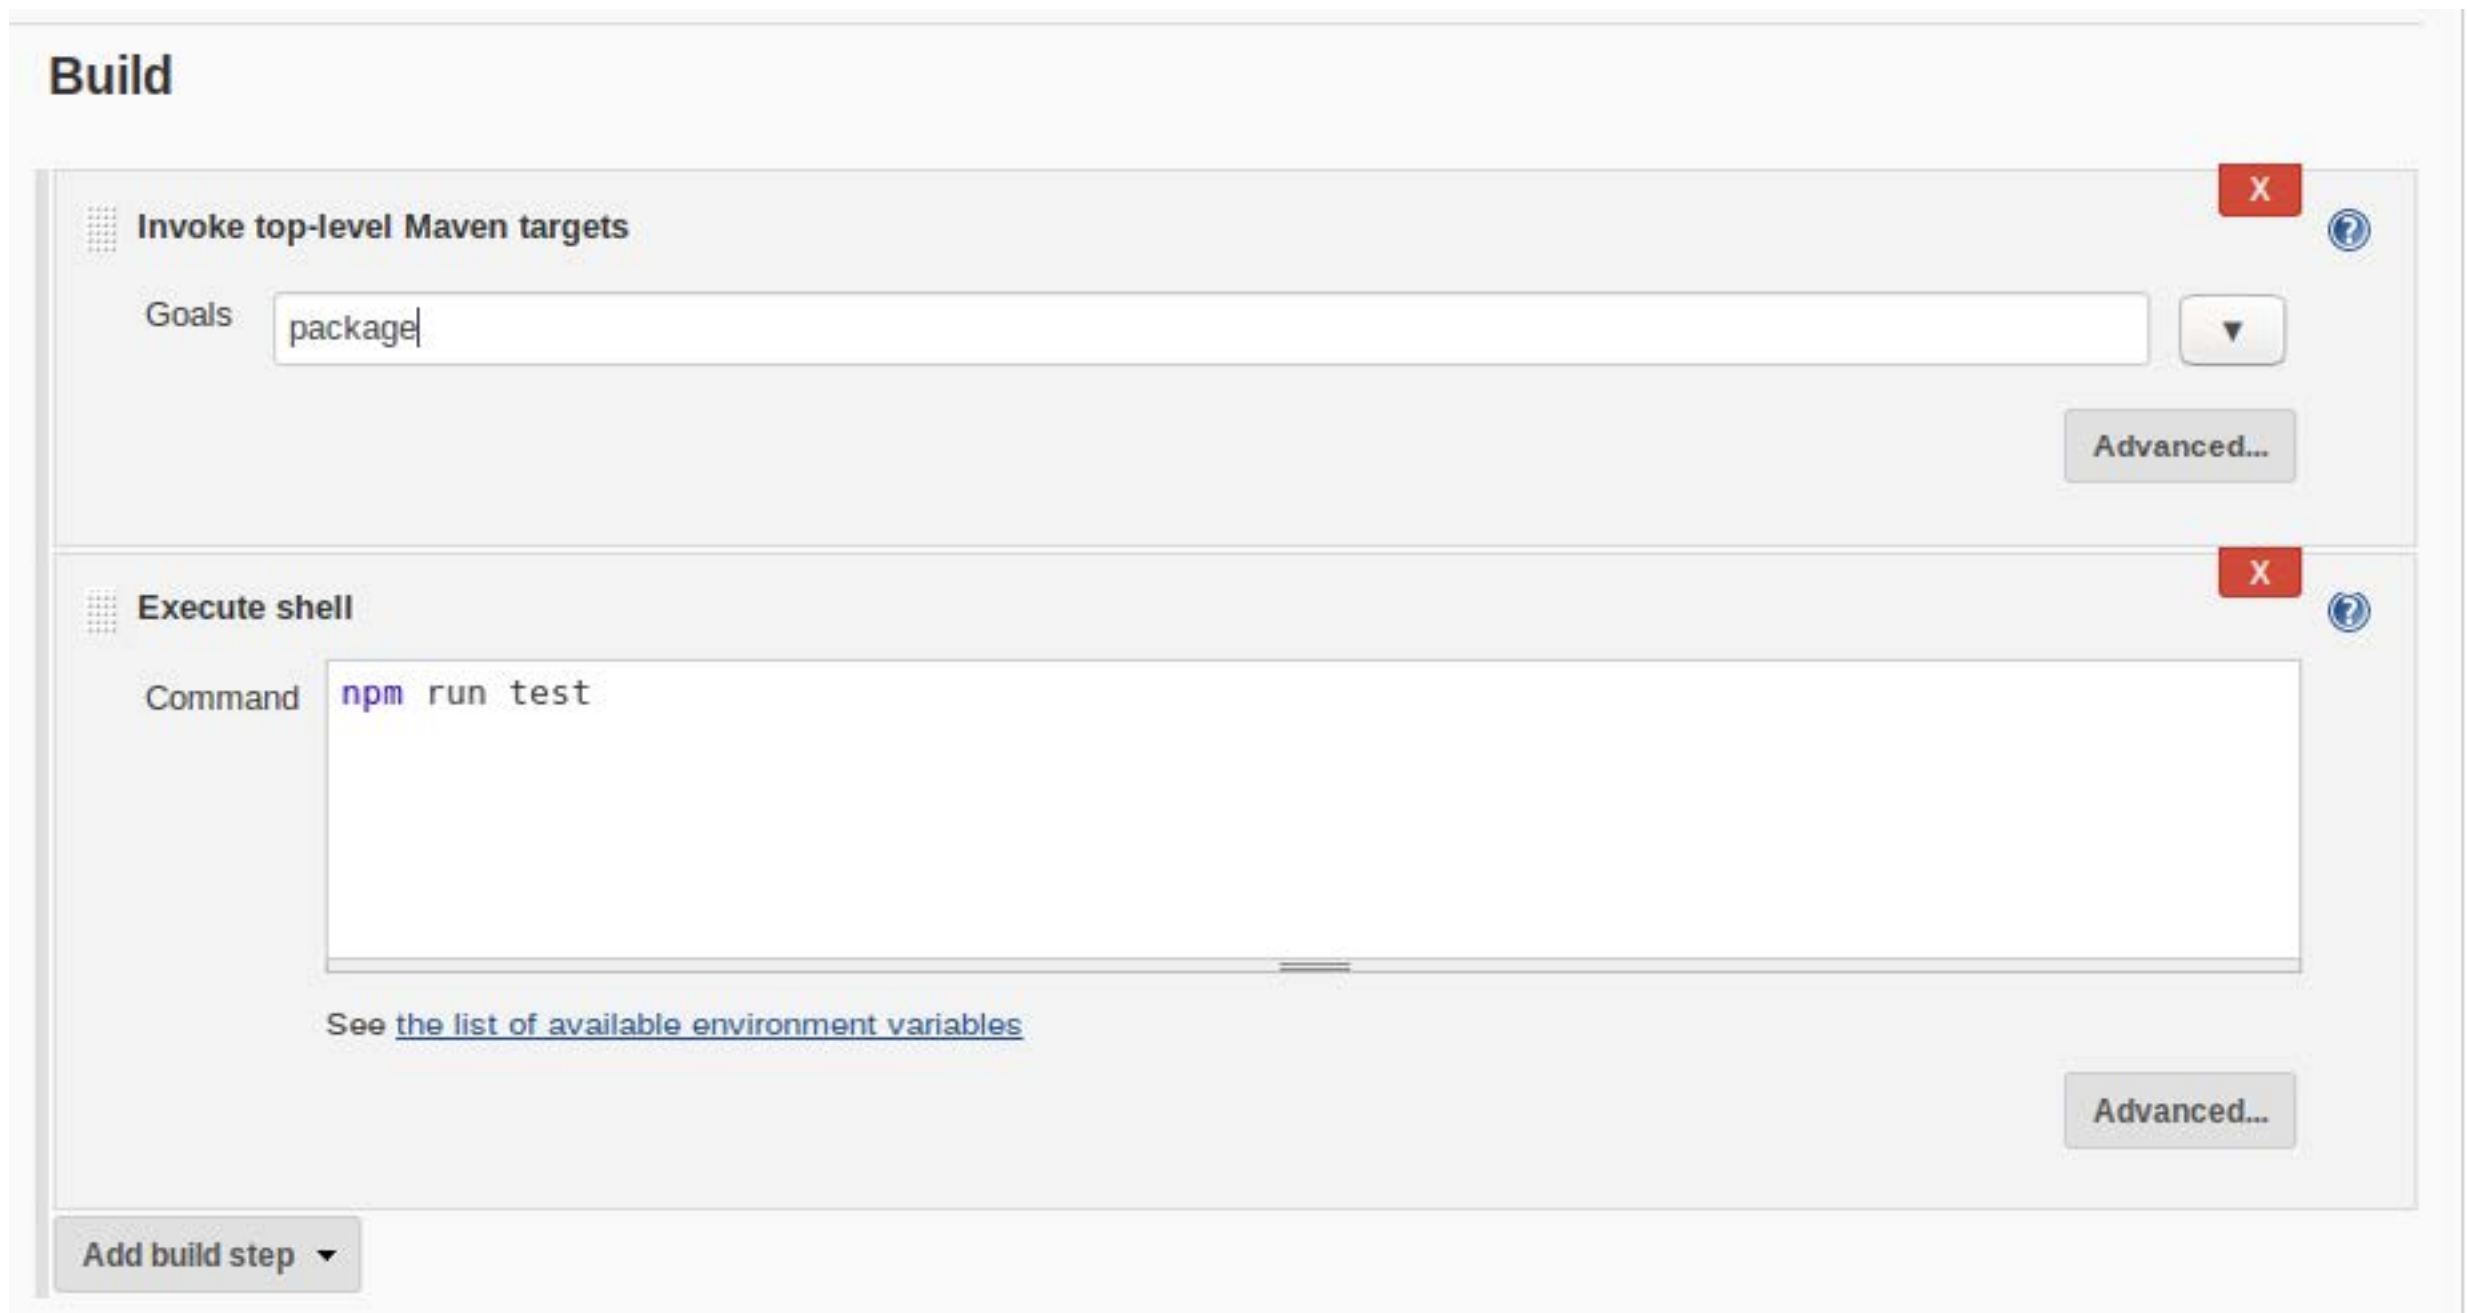 Build
X
Invoke top-level Maven targets
?
Goals
package
▼
Advanced...
X
Execute shell
?
Command
npm run test
See the list of available environment variables
Advanced...
Add build step